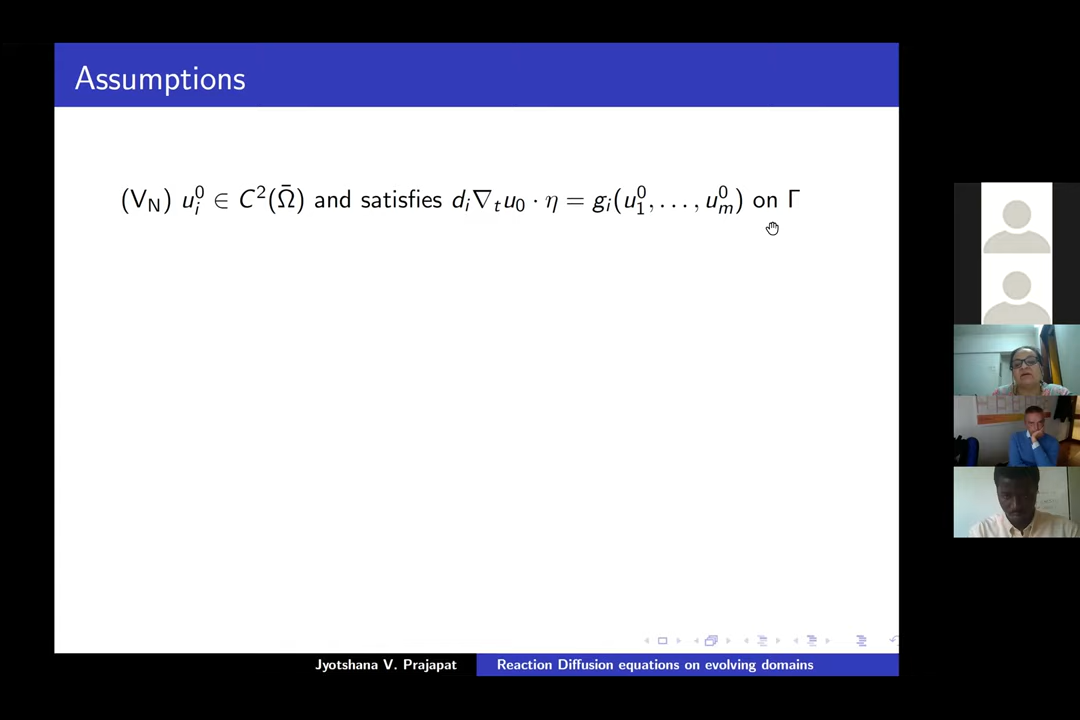 Assumptions
(V_N) u_i^0 ∈ C^2(Ω̄) and satisfies d_i∇_t u_0 · η = g_i(u_1^0, . . . , u_m^0) on Γ
Jyotshana V. Prajapat
Reaction Diffusion equations on evolving domains